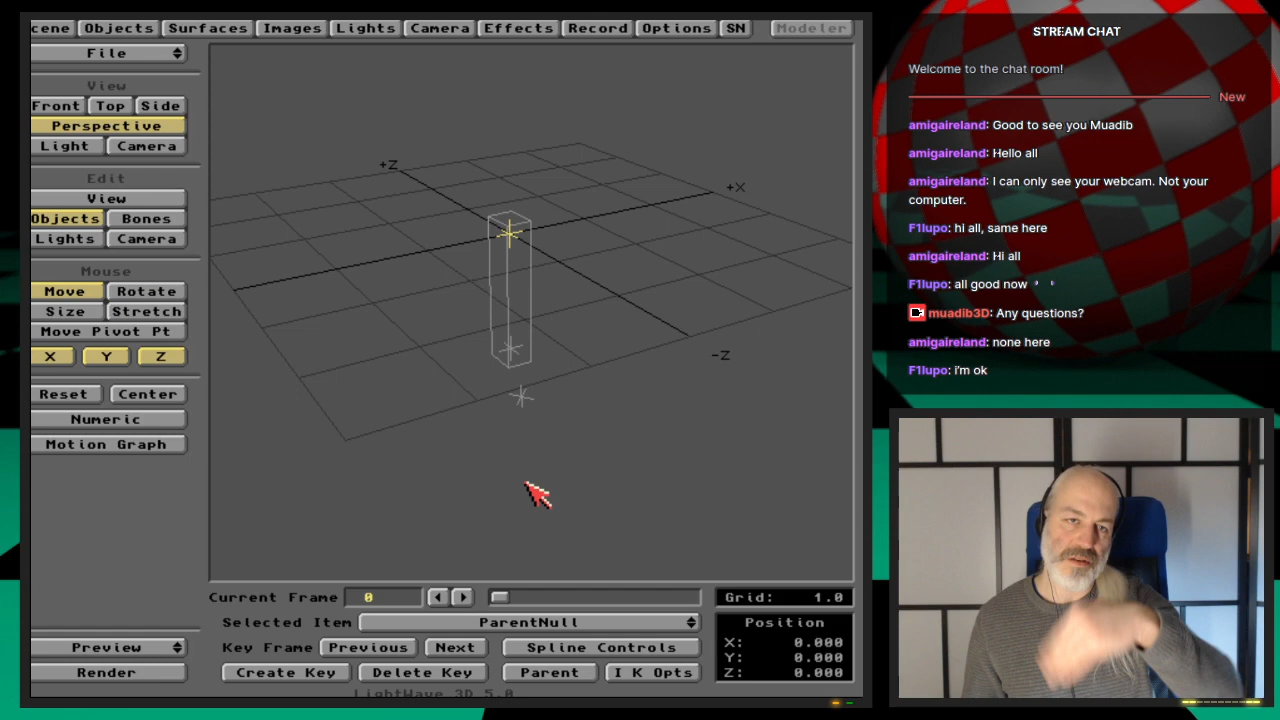 cene Objects Surfaces Images Lights Camera Effects Record Options SN Modeler
File
View
Front Top Side
Perspective
Light Camera
Edit
View
Objects Bones
Lights Camera
Mouse
Move Rotate
Size Stretch
Move Pivot Pt
X Y Z
Reset Center
Numeric
Motion Graph
Preview
Render
+Z
+X
-Z
Current Frame 0
Grid: 1.0
Selected Item ParentNull
Position
Key Frame Previous Next Spline Controls
X: 0.000
Y: 0.000
Z: 0.000
Create Key Delete Key Parent I K Opts
LightWave 3D 5.0
STREAM CHAT
Welcome to the chat room!
New
amigaireland: Good to see you Muadib
amigaireland: Hello all
amigaireland: I can only see your webcam. Not your
computer.
F1lupo: hi all, same here
amigaireland: Hi all
F1lupo: all good now
muadib3D: Any questions?
amigaireland: none here
F1lupo: i'm ok